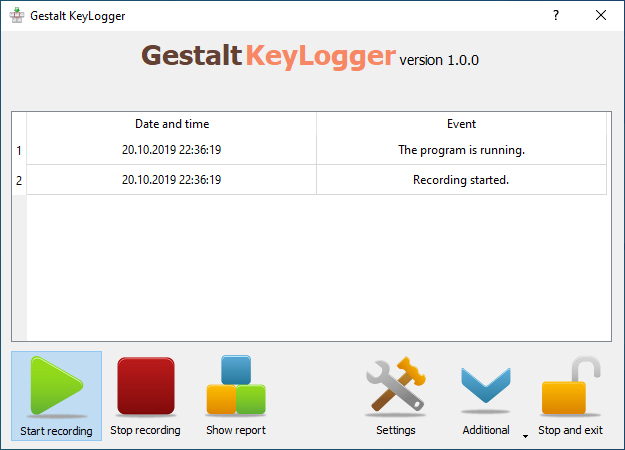 Gestalt KeyLogger
Gestalt KeyLogger version 1.0.0
Date and time Event
1 20.10.2019 22:36:19 The program is running.
2 20.10.2019 22:36:19 Recording started.
Start recording Stop recording Show report Settings Additional Stop and exit